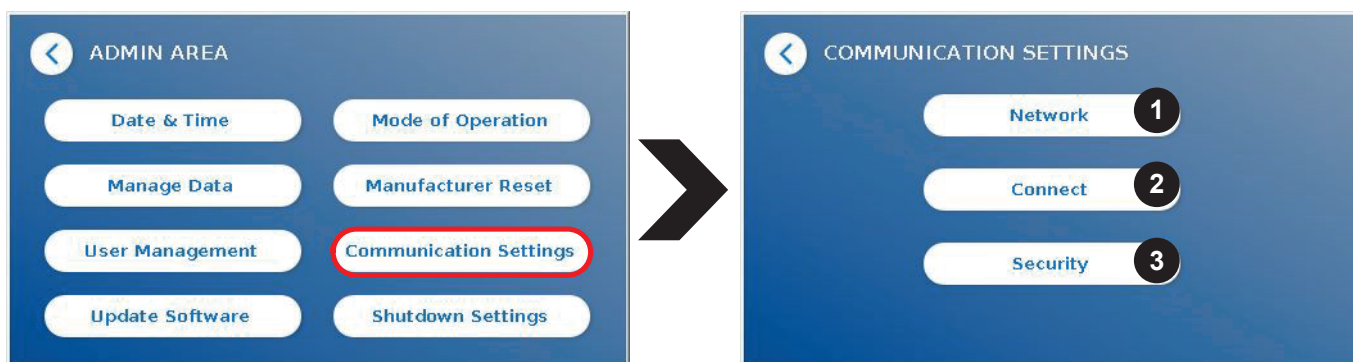 ADMIN AREA
Date & Time
Mode of Operation
Manage Data
Manufacturer Reset
User Management
Communication Settings
Update Software
Shutdown Settings
COMMUNICATION SETTINGS
Network 1
Connect 2
Security 3